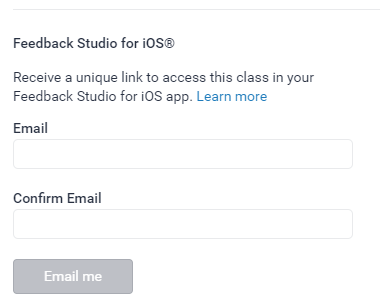 Feedback Studio for iOS®
Receive a unique link to access this class in your
Feedback Studio for iOS app. Learn more
Email
Confirm Email
Email me